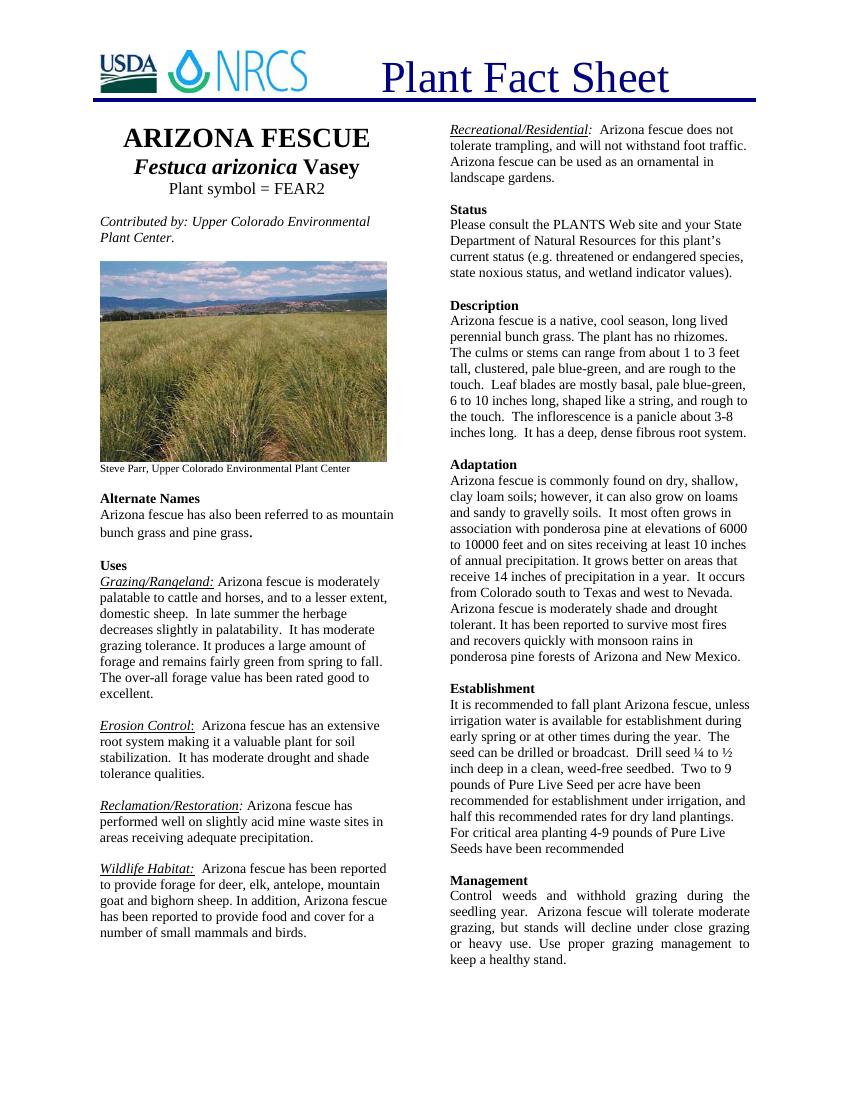 USDA
NRCS
Plant Fact Sheet
ARIZONA FESCUE
Festuca arizonica Vasey
Plant symbol = FEAR2
Contributed by: Upper Colorado Environmental
Plant Center.
Steve Parr, Upper Colorado Environmental Plant Center
Alternate Names
Arizona fescue has also been referred to as mountain
bunch grass and pine grass.
Uses
Grazing/Rangeland: Arizona fescue is moderately
palatable to cattle and horses, and to a lesser extent,
domestic sheep. In late summer the herbage
decreases slightly in palatability. It has moderate
grazing tolerance. It produces a large amount of
forage and remains fairly green from spring to fall.
The over-all forage value has been rated good to
excellent.
Erosion Control: Arizona fescue has an extensive
root system making it a valuable plant for soil
stabilization. It has moderate drought and shade
tolerance qualities.
Reclamation/Restoration: Arizona fescue has
performed well on slightly acid mine waste sites in
areas receiving adequate precipitation.
Wildlife Habitat: Arizona fescue has been reported
to provide forage for deer, elk, antelope, mountain
goat and bighorn sheep. In addition, Arizona fescue
has been reported to provide food and cover for a
number of small mammals and birds.
Recreational/Residential: Arizona fescue does not
tolerate trampling, and will not withstand foot traffic.
Arizona fescue can be used as an ornamental in
landscape gardens.
Status
Please consult the PLANTS Web site and your State
Department of Natural Resources for this plant's
current status (e.g. threatened or endangered species,
state noxious status, and wetland indicator values).
Description
Arizona fescue is a native, cool season, long lived
perennial bunch grass. The plant has no rhizomes.
The culms or stems can range from about 1 to 3 feet
tall, clustered, pale blue-green, and are rough to the
touch. Leaf blades are mostly basal, pale blue-green,
6 to 10 inches long, shaped like a string, and rough to
the touch. The inflorescence is a panicle about 3-8
inches long. It has a deep, dense fibrous root system.
Adaptation
Arizona fescue is commonly found on dry, shallow,
clay loam soils; however, it can also grow on loams
and sandy to gravelly soils. It most often grows in
association with ponderosa pine at elevations of 6000
to 10000 feet and on sites receiving at least 10 inches
of annual precipitation. It grows better on areas that
receive 14 inches of precipitation in a year. It occurs
from Colorado south to Texas and west to Nevada.
Arizona fescue is moderately shade and drought
tolerant. It has been reported to survive most fires
and recovers quickly with monsoon rains in
ponderosa pine forests of Arizona and New Mexico.
Establishment
It is recommended to fall plant Arizona fescue, unless
irrigation water is available for establishment during
early spring or at other times during the year. The
seed can be drilled or broadcast. Drill seed ¼ to ½
inch deep in a clean, weed-free seedbed. Two to 9
pounds of Pure Live Seed per acre have been
recommended for establishment under irrigation, and
half this recommended rates for dry land plantings.
For critical area planting 4-9 pounds of Pure Live
Seeds have been recommended
Management
Control weeds and withhold grazing during the
seedling year. Arizona fescue will tolerate moderate
grazing, but stands will decline under close grazing
or heavy use. Use proper grazing management to
keep a healthy stand.